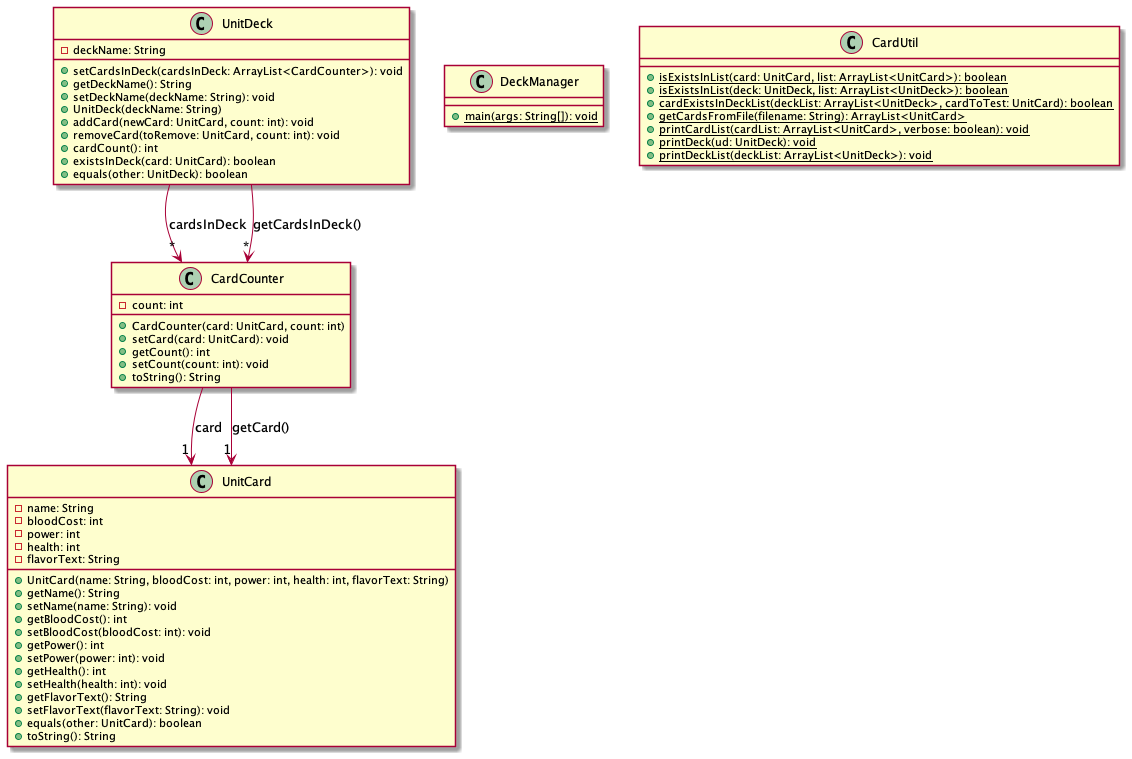 C UnitDeck
deckName: String
setCardsInDeck(cardsInDeck: ArrayList<CardCounter>): void
getDeckName(): String
setDeckName(deckName: String): void
UnitDeck(deckName: String)
addCard(newCard: UnitCard, count: int): void
removeCard(toRemove: UnitCard, count: int): void
cardCount(): int
existsInDeck(card: UnitCard): boolean
equals(other: UnitDeck): boolean
C DeckManager
main(args: String[]): void
C CardUtil
isExistsInList(card: UnitCard, list: ArrayList<UnitCard>): boolean
isExistsInList(deck: UnitDeck, list: ArrayList<UnitDeck>): boolean
cardExistsInDeckList(deckList: ArrayList<UnitDeck>, cardToTest: UnitCard): boolean
getCardsFromFile(filename: String): ArrayList<UnitCard>
printCardList(cardList: ArrayList<UnitCard>, verbose: boolean): void
printDeck(ud: UnitDeck): void
printDeckList(deckList: ArrayList<UnitDeck>): void
cardsInDeck
getCardsInDeck()
*
*
C CardCounter
count: int
CardCounter(card: UnitCard, count: int)
setCard(card: UnitCard): void
getCount(): int
setCount(count: int): void
toString(): String
card
getCard()
1
1
C UnitCard
name: String
bloodCost: int
power: int
health: int
flavorText: String
UnitCard(name: String, bloodCost: int, power: int, health: int, flavorText: String)
getName(): String
setName(name: String): void
getBloodCost(): int
setBloodCost(bloodCost: int): void
getPower(): int
setPower(power: int): void
getHealth(): int
setHealth(health: int): void
getFlavorText(): String
setFlavorText(flavorText: String): void
equals(other: UnitCard): boolean
toString(): String